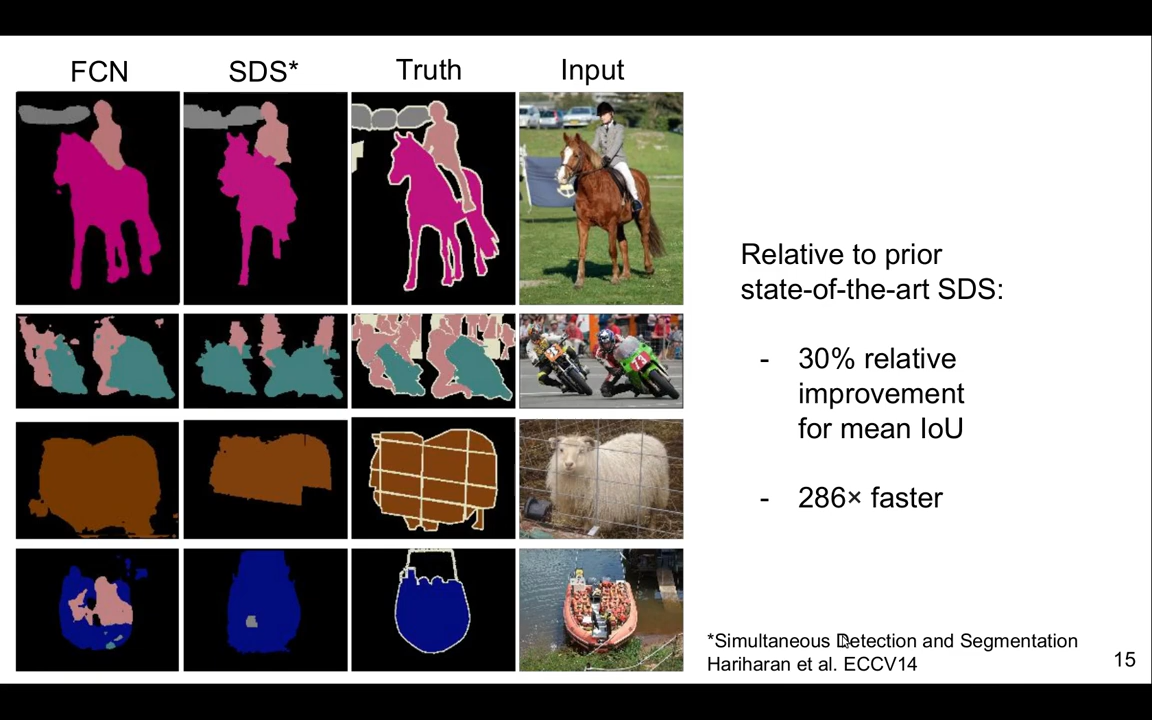 FCN SDS* Truth Input
Relative to prior
state-of-the-art SDS:
- 30% relative
improvement
for mean IoU
- 286× faster
*Simultaneous Detection and Segmentation
Hariharan et al. ECCV14
15